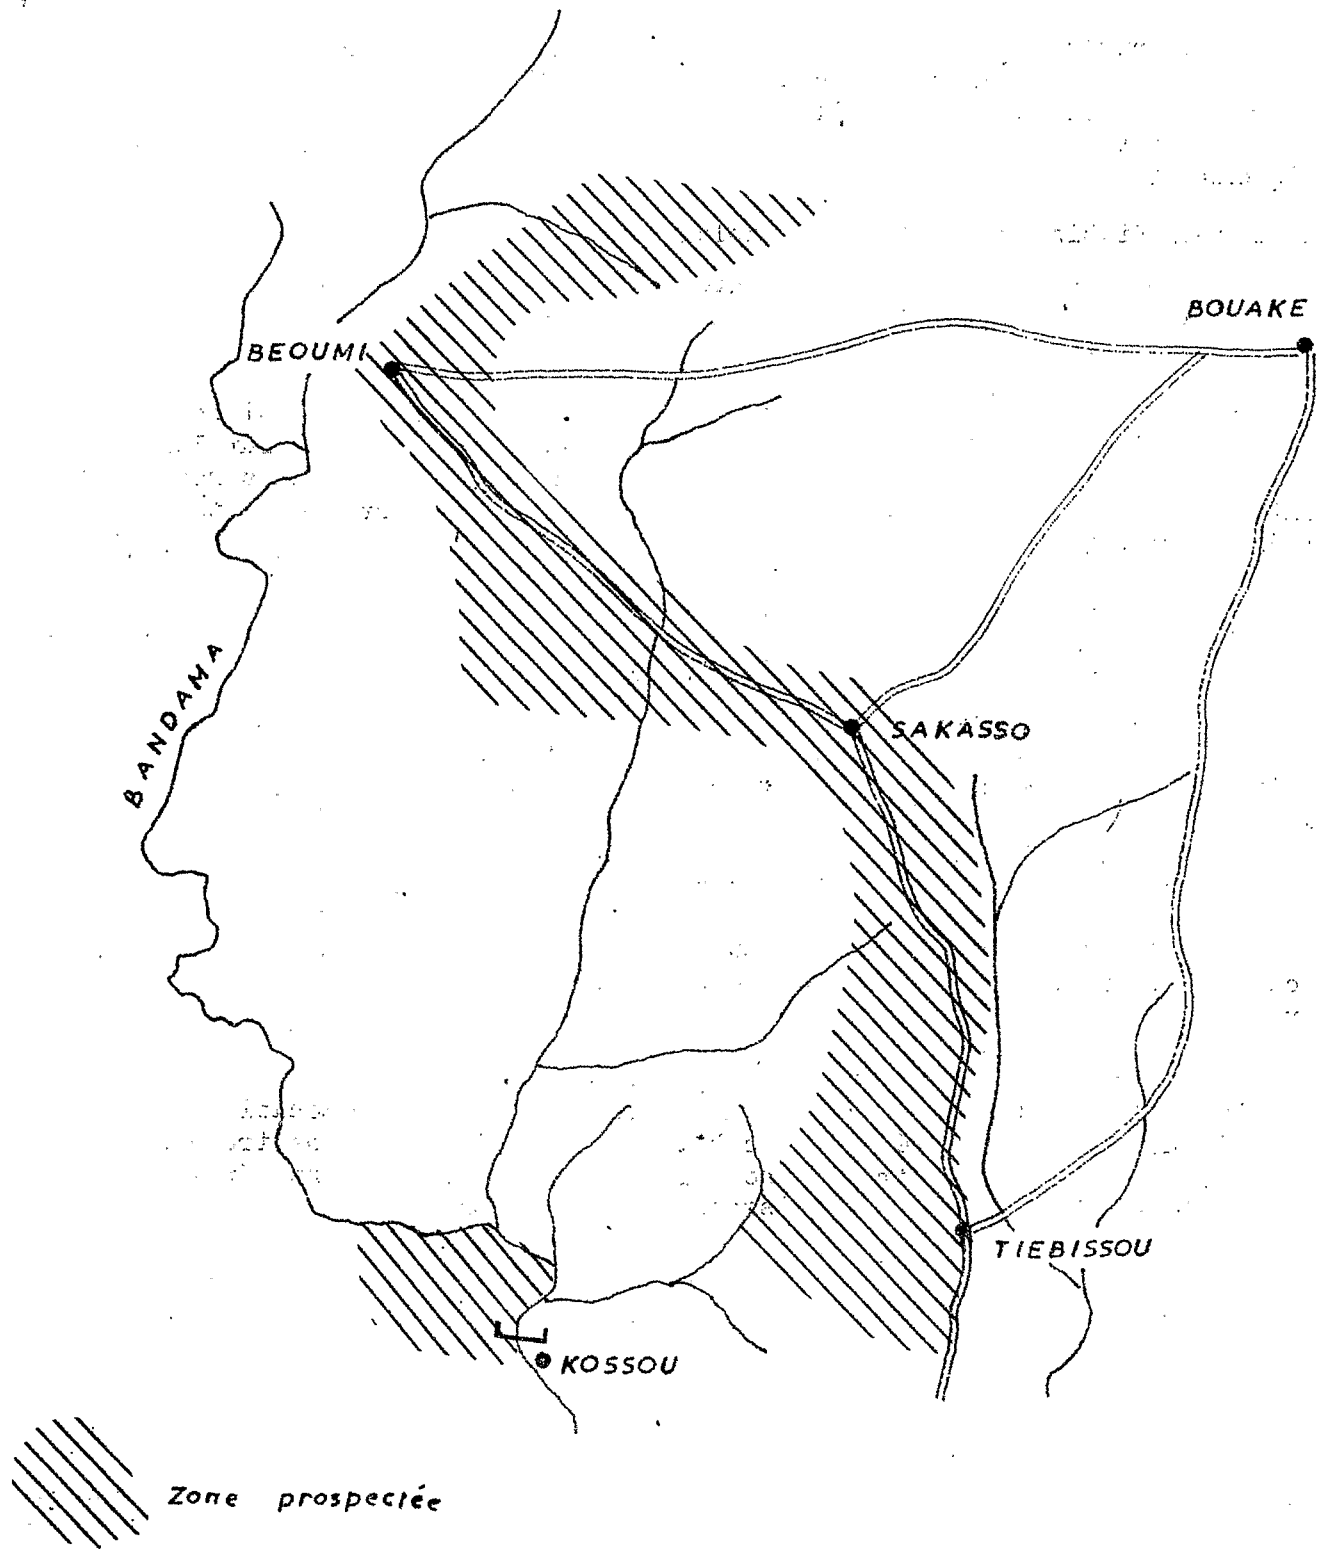 BOUAKE
BEOUMI
BANDAMA
SAKASSO
TIEBISSOU
KOSSOU
Zone prospectée